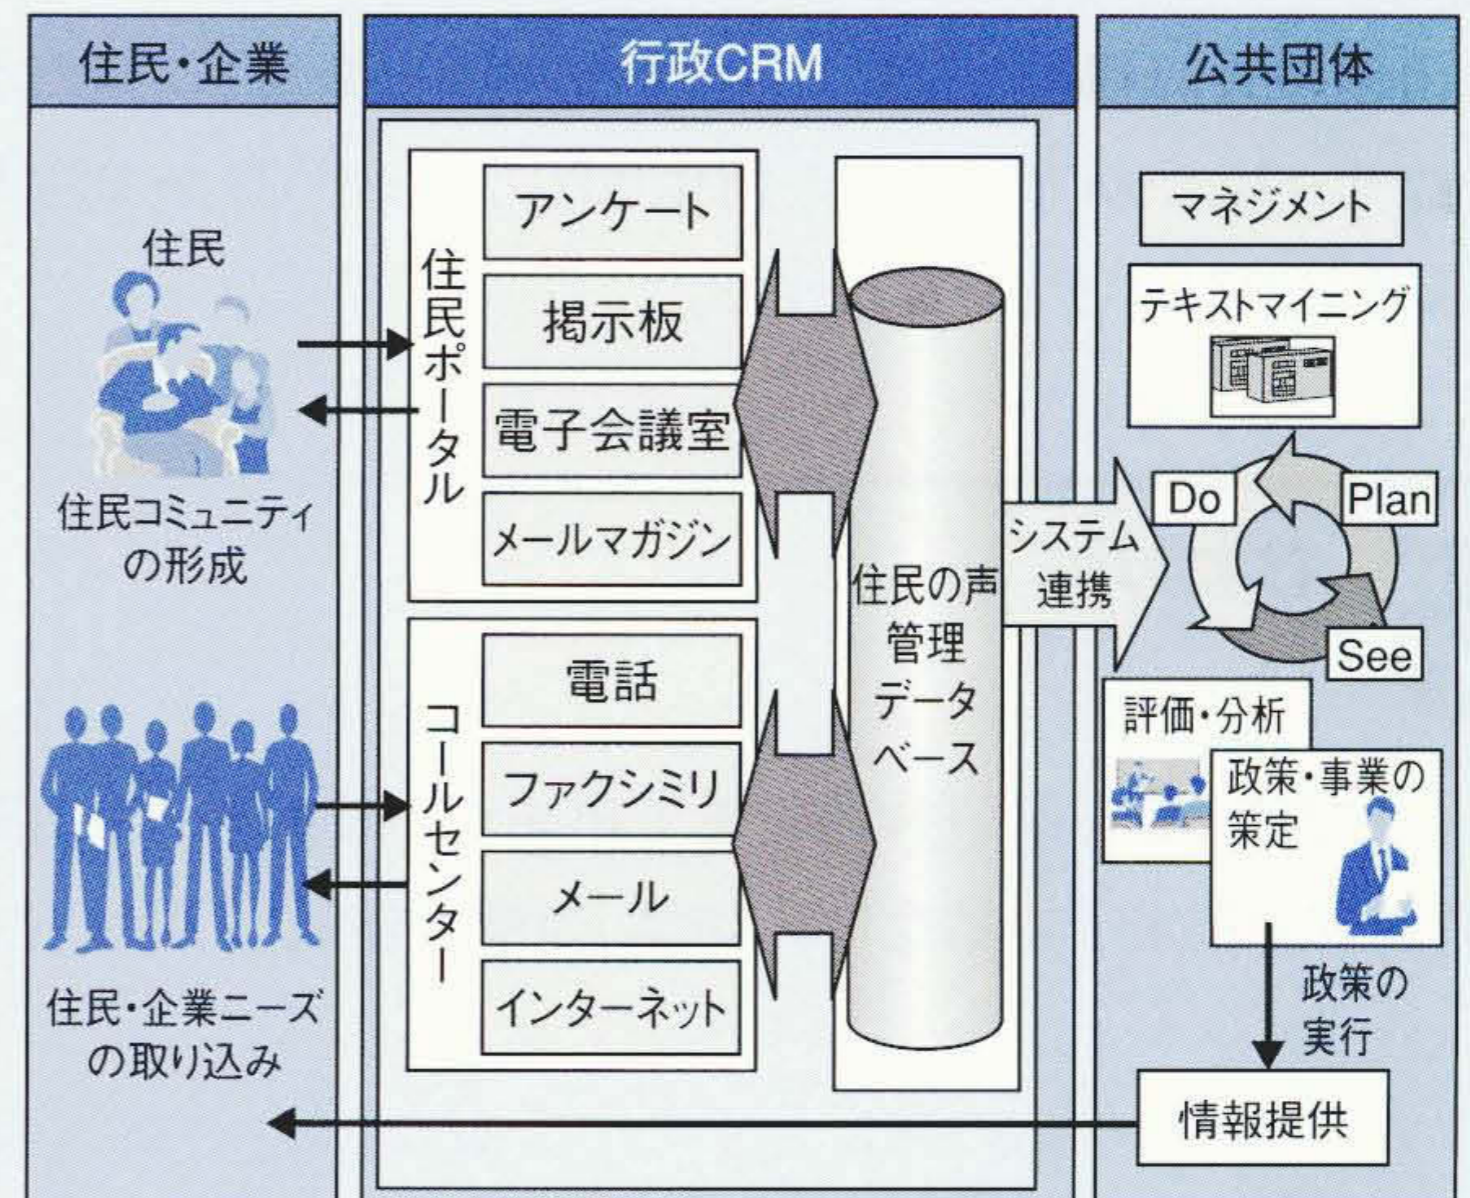 住民・企業
行政CRM
公共団体
住民
住民コミュニティ
の形成
住民・企業ニーズ
の取り込み
住民ポータル
アンケート
掲示板
電子会議室
メールマガジン
コールセンター
電話
ファクシミリ
メール
インターネット
住民の声
管理
データ
ベース
システム
連携
マネジメント
テキストマイニング
Do
Plan
See
評価・分析
政策・事業の
策定
政策の
実行
情報提供